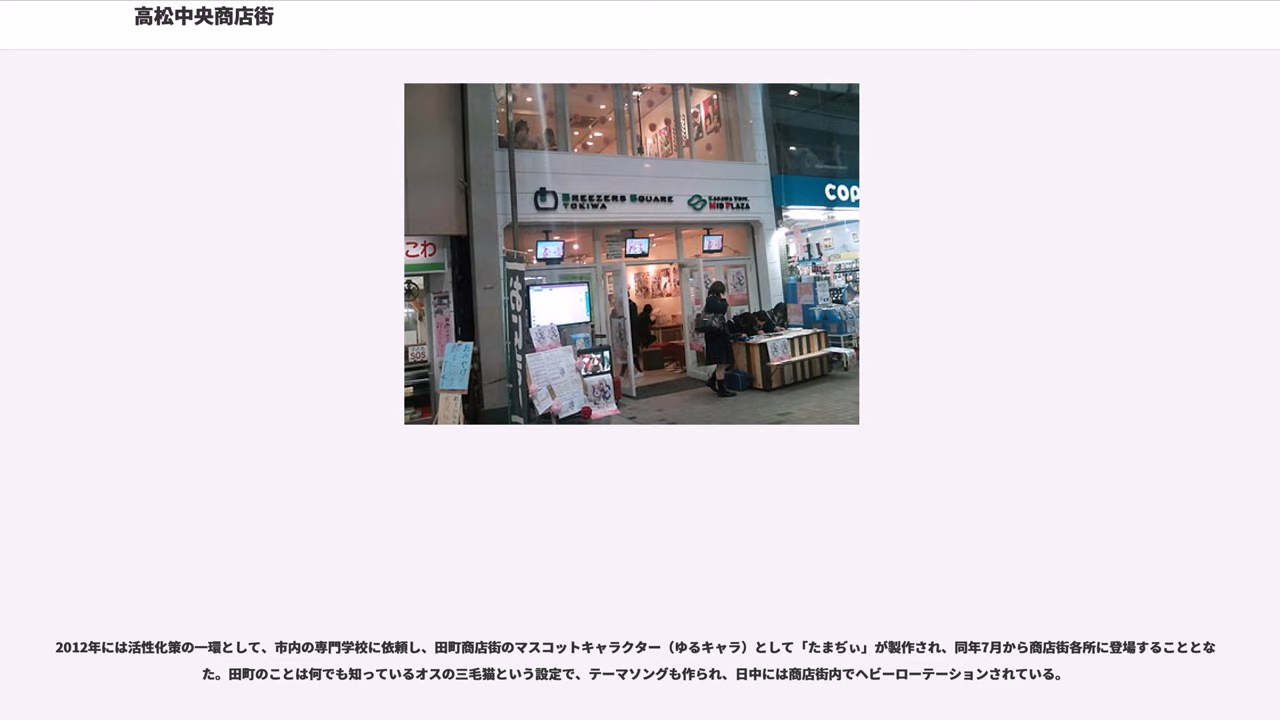 高松中央商店街
BREEZERS SQUARE
TOKIWA
MID PLAZA
COP
こわ
SOS
2012年には活性化策の一環として、市内の専門学校に依頼し、田町商店街のマスコットキャラクター（ゆるキャラ）として「たまぢぃ」が製作され、同年7月から商店街各所に登場することとな
た。田町のことは何でも知っているオスの三毛猫という設定で、テーマソングも作られ、日中には商店街内でヘビーローテーションされている。